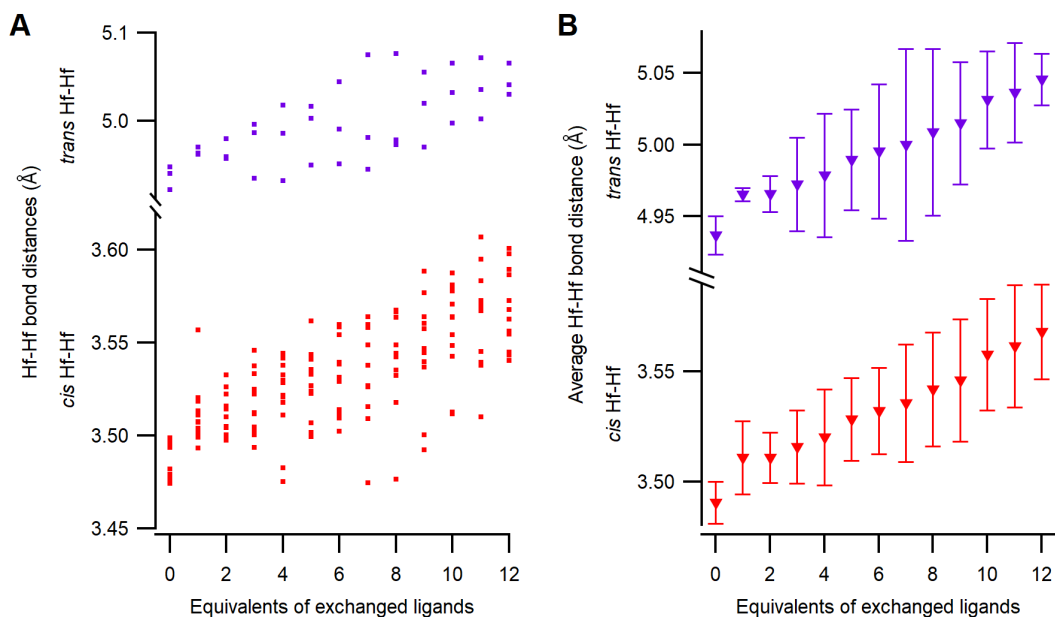 A
Hf-Hf bond distances (Å)
trans Hf-Hf
cis Hf-Hf
5.1
5.0
3.60
3.55
3.50
3.45
0 2 4 6 8 10 12
Equivalents of exchanged ligands
B
Average Hf-Hf bond distance (Å)
trans Hf-Hf
cis Hf-Hf
5.05
5.00
4.95
3.55
3.50
0 2 4 6 8 10 12
Equivalents of exchanged ligands